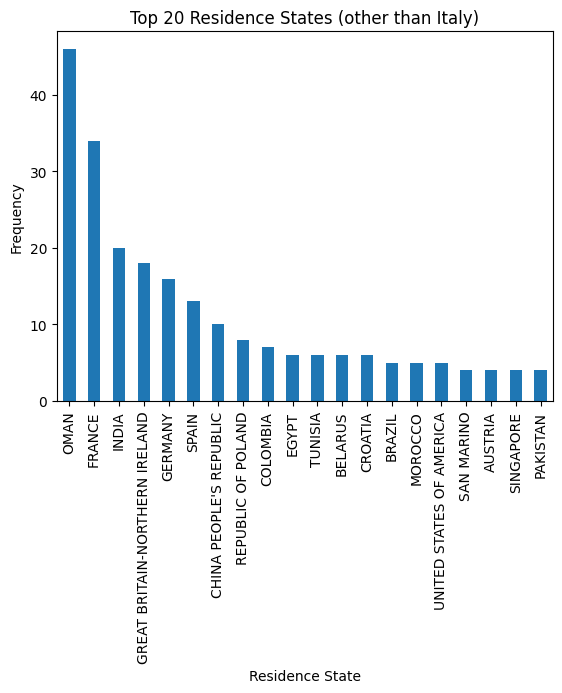 Top 20 Residence States (other than Italy)
Frequency
40
30
20
10
0
OMAN
FRANCE
INDIA
GREAT BRITAIN-NORTHERN IRELAND
GERMANY
SPAIN
CHINA PEOPLE'S REPUBLIC
REPUBLIC OF POLAND
COLOMBIA
EGYPT
TUNISIA
BELARUS
CROATIA
BRAZIL
MOROCCO
UNITED STATES OF AMERICA
SAN MARINO
AUSTRIA
SINGAPORE
PAKISTAN
Residence State